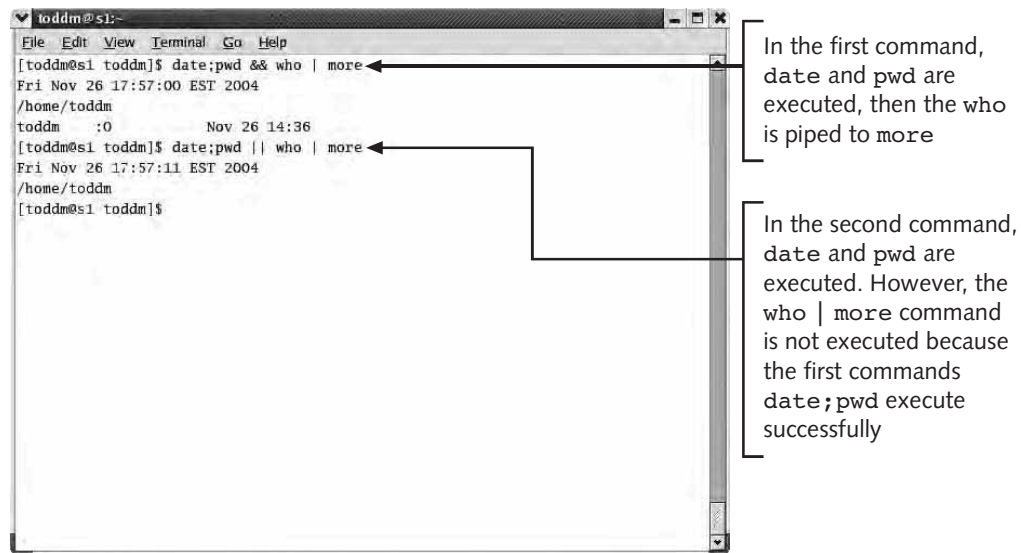 toddm@s1:~
File Edit View Terminal Go Help
[toddm@s1 toddm]$ date;pwd && who | more
Fri Nov 26 17:57:00 EST 2004
/home/toddm
toddm :0 Nov 26 14:36
[toddm@s1 toddm]$ date;pwd || who | more
Fri Nov 26 17:57:11 EST 2004
/home/toddm
[toddm@s1 toddm]$
In the first command,
date and pwd are
executed, then the who
is piped to more
In the second command,
date and pwd are
executed. However, the
who | more command
is not executed because
the first commands
date;pwd execute
successfully